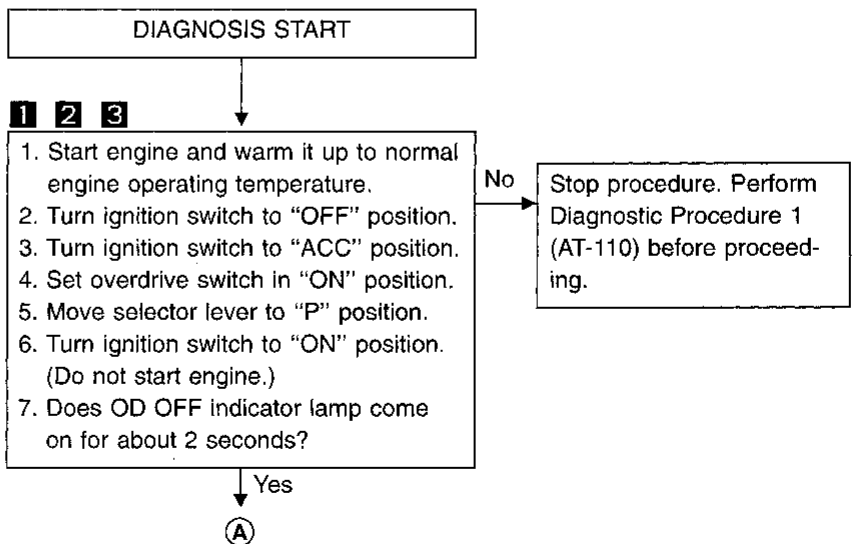 DIAGNOSIS START
1 2 3
1. Start engine and warm it up to normal
engine operating temperature.
2. Turn ignition switch to “OFF” position.
3. Turn ignition switch to “ACC” position.
4. Set overdrive switch in “ON” position.
5. Move selector lever to “P” position.
6. Turn ignition switch to “ON” position.
(Do not start engine.)
7. Does OD OFF indicator lamp come
on for about 2 seconds?
No
Stop procedure. Perform
Diagnostic Procedure 1
(AT-110) before proceed-
ing.
Yes
A